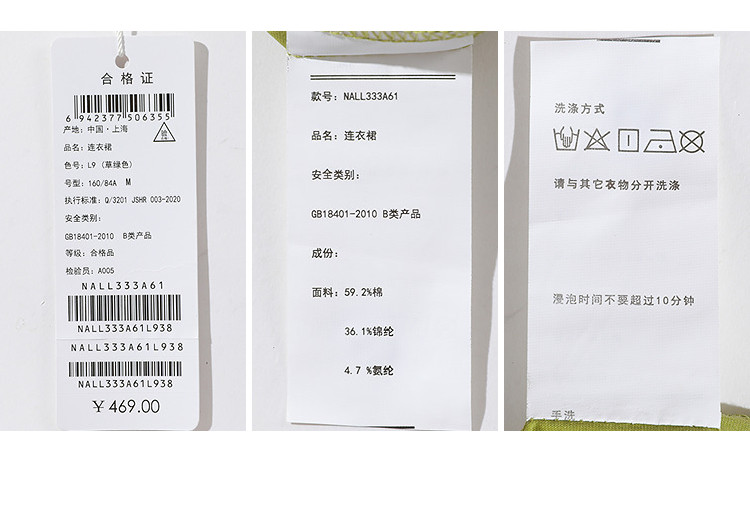 合格证
6 942377 506355
产地：中国·上海
品名：连衣裙
色号：L9 (草绿色)
号型：160/84A M
执行标准：Q/3201 JSHR 003-2020
安全类别：
GB18401-2010 B类产品
等级：合格品
检验员：A005
NALL333A61
NALL333A61L938
NALL333A61L938
NALL333A61L938
￥469.00
款号：NALL333A61
品名：连衣裙
安全类别：
GB18401-2010 B类产品
成份：
面料：59.2%棉
36.1%锦纶
4.7 %氨纶
洗涤方式
请与其它衣物分开洗涤
浸泡时间不要超过10分钟
手洗